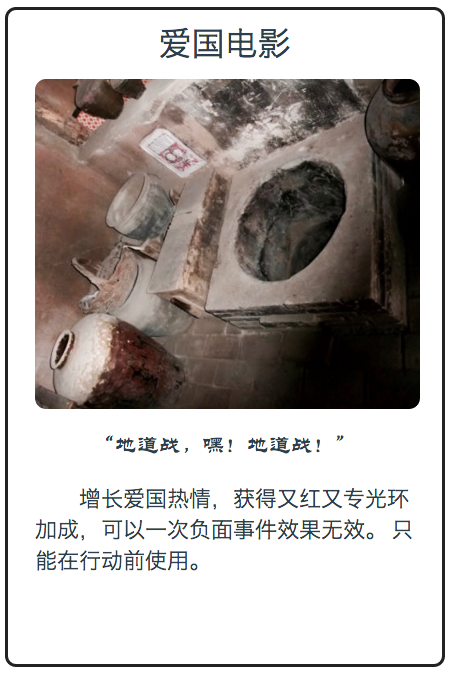 爱国电影
“地道战，嘿！地道战！”
增长爱国热情，获得又红又专光环
加成，可以一次负面事件效果无效。只
能在行动前使用。